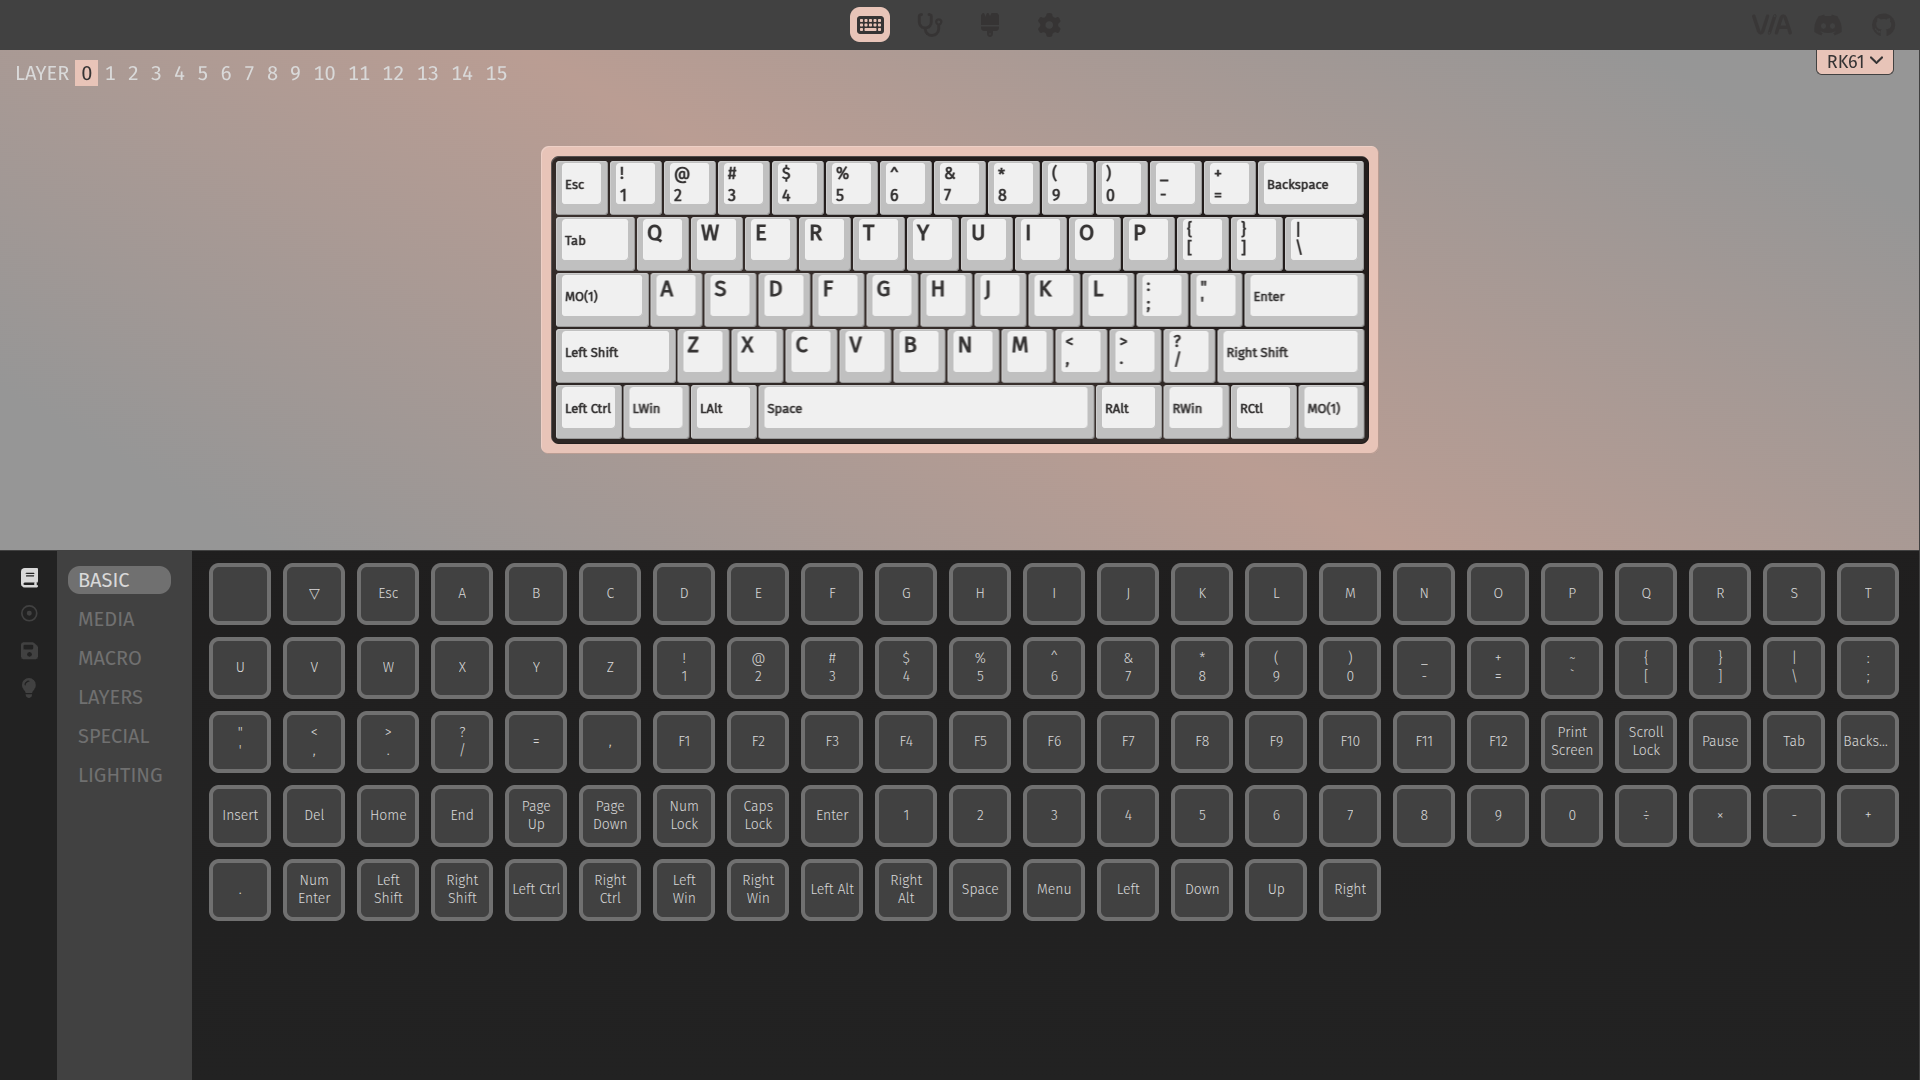 VIA
LAYER 0 1 2 3 4 5 6 7 8 9 10 11 12 13 14 15
RK61
Esc ! 1 @ 2 # 3 $ 4 % 5 ^ 6 & 7 * 8 ( 9 ) 0 _ - + = Backspace
Tab Q W E R T Y U I O P { [ } ] | \
MO(1) A S D F G H J K L : ; " ' Enter
Left Shift Z X C V B N M < , > . ? / Right Shift
Left Ctrl LWin LAlt Space RAlt RWin RCtl MO(1)
BASIC
MEDIA
MACRO
LAYERS
SPECIAL
LIGHTING
▽ Esc A B C D E F G H I J K L M N O P Q R S T
U V W X Y Z ! 1 @ 2 # 3 $ 4 % 5 ^ 6 & 7 * 8 ( 9 ) 0 _ - + = ~ ` { [ } ] | \ : ;
" ' < , > . ? / = , F1 F2 F3 F4 F5 F6 F7 F8 F9 F10 F11 F12 Print Screen Scroll Lock Pause Tab Backs...
Insert Del Home End Page Up Page Down Num Lock Caps Lock Enter 1 2 3 4 5 6 7 8 9 0 ÷ × - +
. Num Enter Left Shift Right Shift Left Ctrl Right Ctrl Left Win Right Win Left Alt Right Alt Space Menu Left Down Up Right